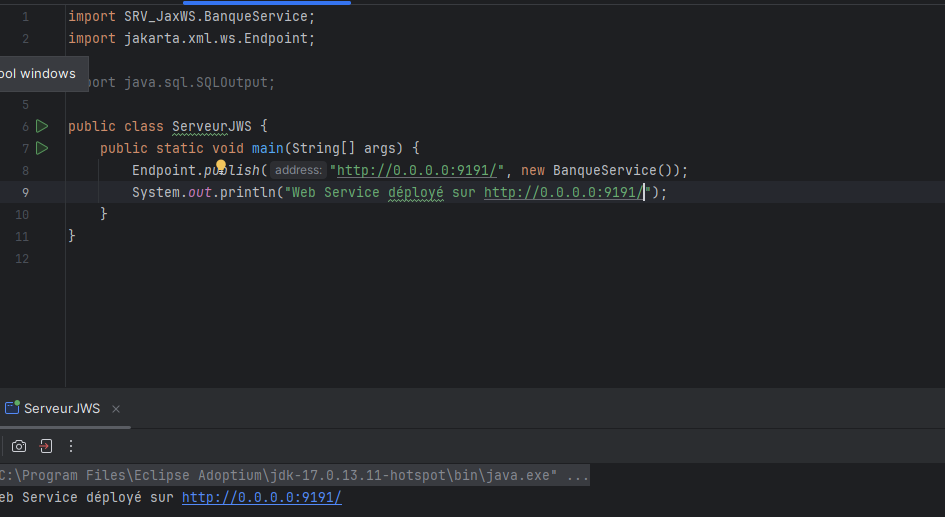 1 import SRV_JaxWS.BanqueService;
2 import jakarta.xml.ws.Endpoint;
ool windows
ort java.sql.SQLOutput;
5
6 public class ServeurJWS {
7 public static void main(String[] args) {
8 Endpoint.publish( address: "http://0.0.0.0:9191/", new BanqueService());
9 System.out.println("Web Service déployé sur http://0.0.0.0:9191/");
10 }
11 }
12
ServeurJWS ×
C:\Program Files\Eclipse Adoptium\jdk-17.0.13.11-hotspot\bin\java.exe" ...
eb Service déployé sur http://0.0.0.0:9191/